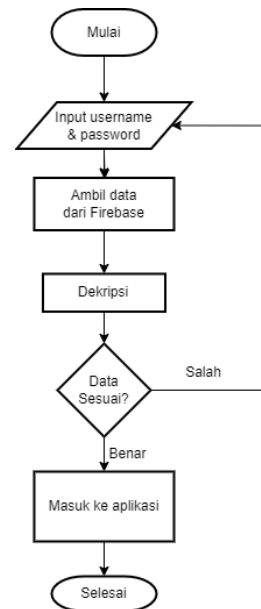 Mulai
Input username
& password
Ambil data
dari Firebase
Dekripsi
Data
Sesuai?
Salah
Benar
Masuk ke aplikasi
Selesai